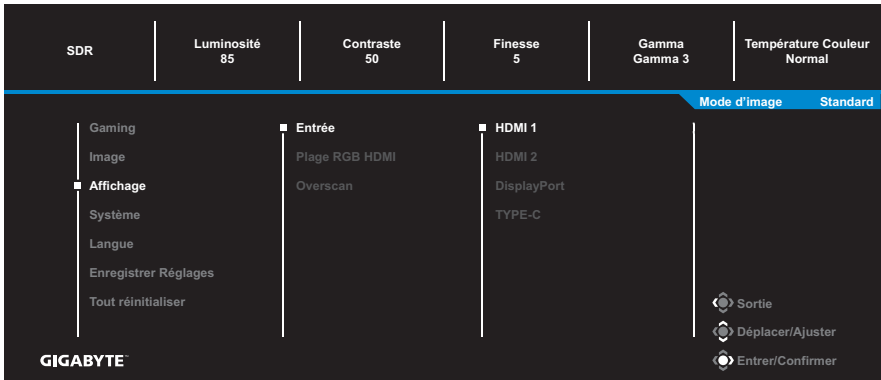 SDR
Luminosité
85
Contraste
50
Finesse
5
Gamma
Gamma 3
Température Couleur
Normal
Mode d'image Standard
Gaming
Image
Affichage
Système
Langue
Enregistrer Réglages
Tout réinitialiser
Entrée
Plage RGB HDMI
Overscan
HDMI 1
HDMI 2
DisplayPort
TYPE-C
Sortie
Déplacer/Ajuster
Entrer/Confirmer
GIGABYTE™